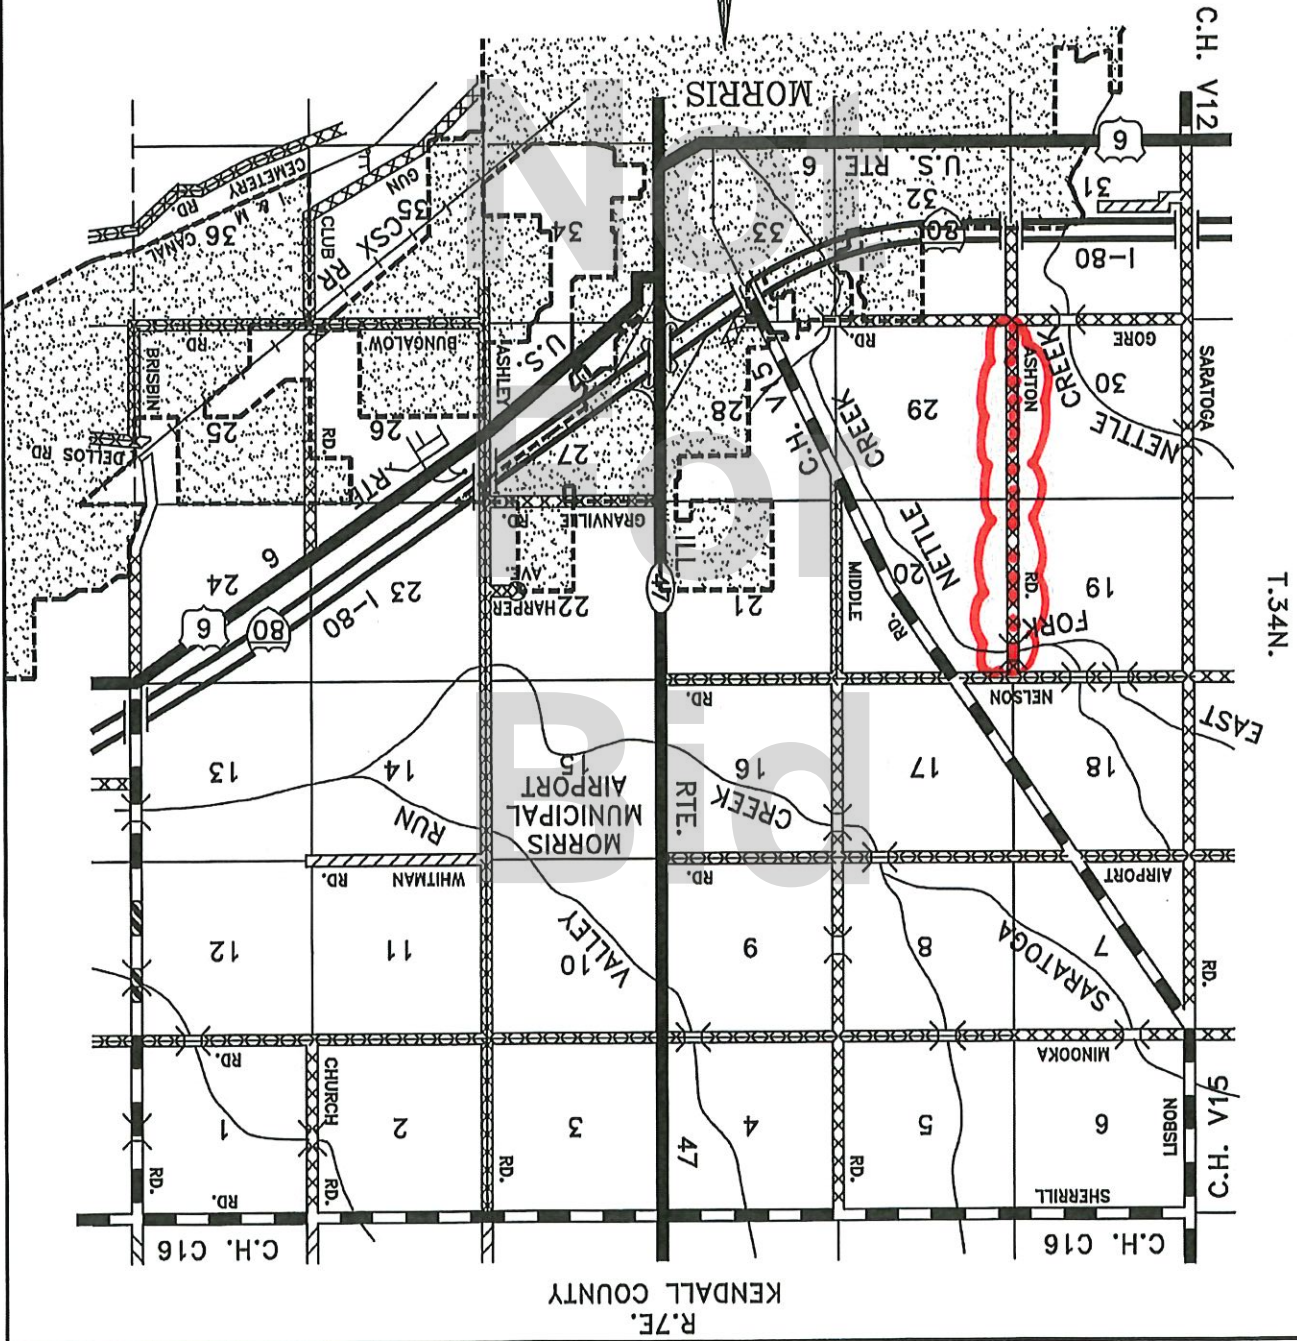 R.7E.
KENDALL COUNTY
C.H. C16
C.H. C16
SHERRILL
RD.
RD.
RD.
RD.
RD.
C.H. V15
LISBON
6
5
4
47
3
2
CHURCH
1
MINOOKA
RD.
RD.
7
SARATOGA
8
9
VALLEY
10
11
12
AIRPORT
RD.
WHITMAN
RD.
MORRIS
MUNICIPAL
AIRPORT
RUN
CREEK
RTE.
18
17
16
15
14
13
EAST
NELSON
RD.
FORK
T.34N.
19
RD.
NETTLE
20
RD.
MIDDLE
21
47
ILL
22
HARPER
AVE
23
I-80
80
6
24
6
GRANVILLE
RD.
SARATOGA
NETTLE
CREEK
30
ASHTON
29
CREEK
C.H. V15
28
27
ASHLEY
26
RTE
RD.
25
DELLOS RD
BRISBIN
GORE
RD.
U.S.
BUNGALOW
RD
I-80
80
33
34
35
CSX RR
CLUB
GUN
36
I & M CANAL
CEMETERY
RD.
31
32
U.S. RTE 6
6
C.H. V12
MORRIS
Not
For
Bid